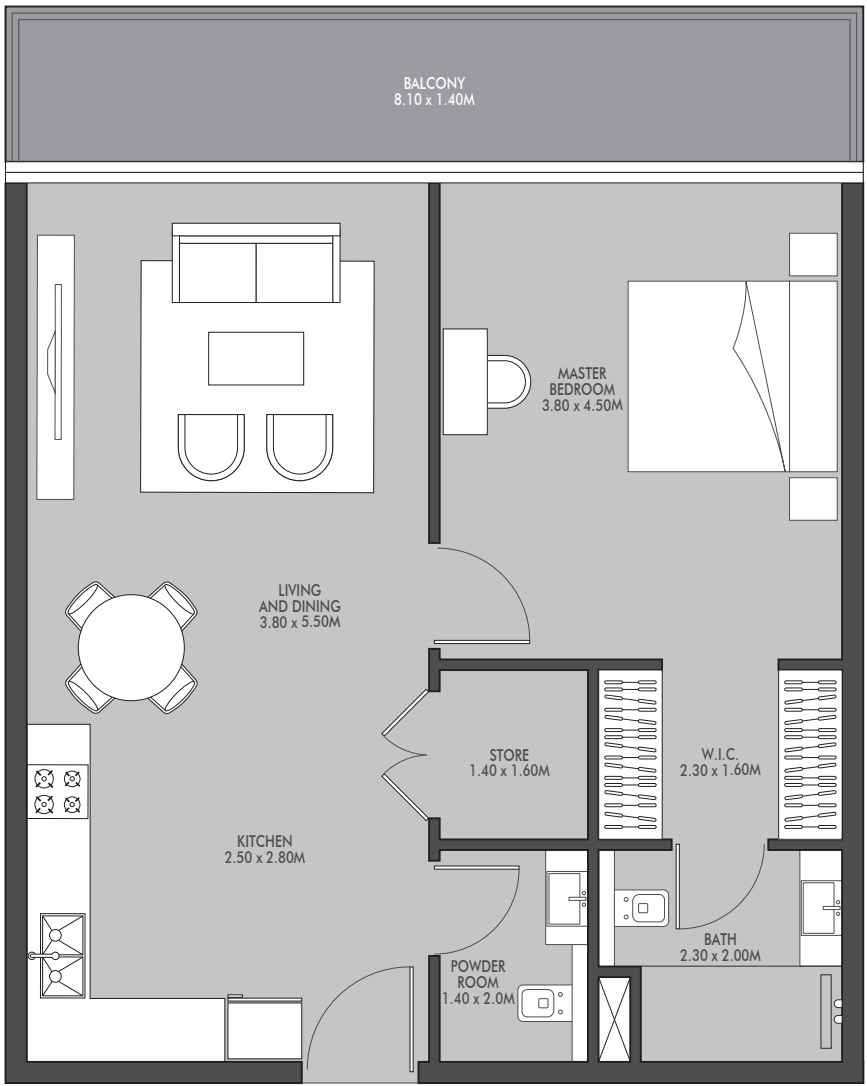 BALCONY
8.10 x 1.40M
MASTER
BEDROOM
3.80 x 4.50M
LIVING
AND DINING
3.80 x 5.50M
STORE
1.40 x 1.60M
W.I.C.
2.30 x 1.60M
KITCHEN
2.50 x 2.80M
BATH
2.30 x 2.00M
POWDER
ROOM
1.40 x 2.0M